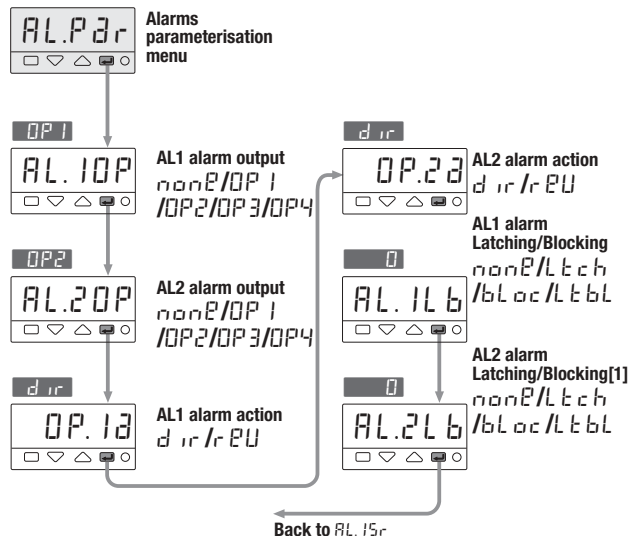 AL.Par
Alarms
parameterisation
menu
OP1
AL.1OP
AL1 alarm output
nonE/OP1
/OP2/OP3/OP4
OP2
AL.2OP
AL2 alarm output
nonE/OP1
/OP2/OP3/OP4
dir
OP.1a
AL1 alarm action
dir/rEU
dir
OP.2a
AL2 alarm action
dir/rEU
AL1 alarm
Latching/Blocking
0
nonE/Ltch
AL.1Lb
/bLoc/LtbL
AL2 alarm
Latching/Blocking[1]
0
nonE/Ltch
AL.2Lb
/bLoc/LtbL
Back to AL.1Sr